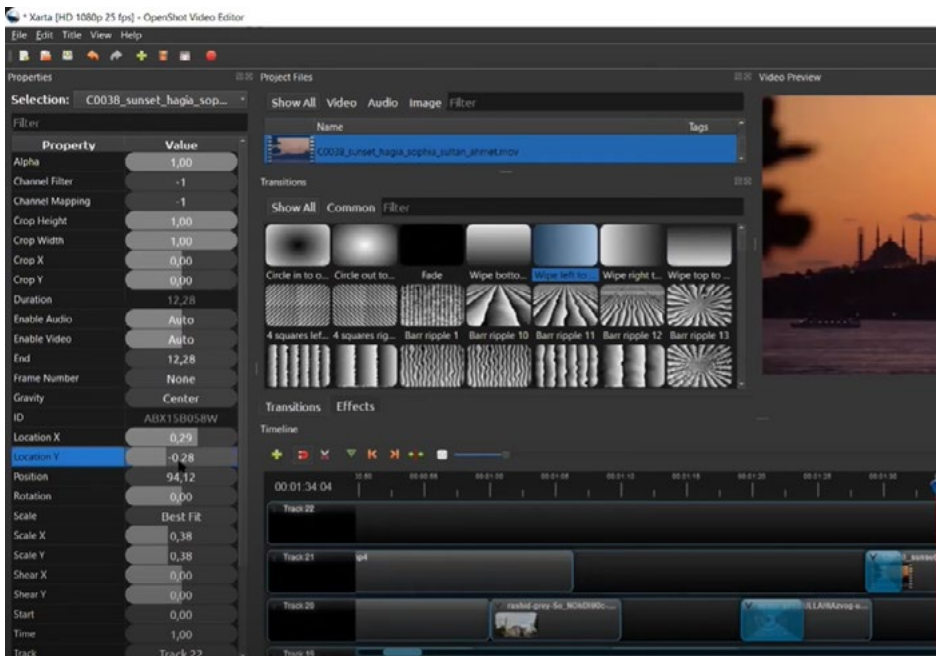 * Xarta [HD 1080p 25 fps] - OpenShot Video Editor
File Edit Title View Help
Properties
Selection: C0038_sunset_hagia_sop...
Filter
Property Value
Alpha 1,00
Channel Filter -1
Channel Mapping -1
Crop Height 1,00
Crop Width 1,00
Crop X 0,00
Crop Y 0,00
Duration 12,28
Enable Audio Auto
Enable Video Auto
End 12,28
Frame Number None
Gravity Center
ID ABX15B058W
Location X 0,29
Location Y -0,28
Position 94,12
Rotation 0,00
Scale Best Fit
Scale X 0,38
Scale Y 0,38
Shear X 0,00
Shear Y 0,00
Start 0,00
Time 1,00
Track Track 22
Project Files
Show All Video Audio Image Filter
Name Tags
C0038_sunset_hagia_sophia_sultan_ahmet.mov
Transitions
Show All Common Filter
Circle in to o... Circle out to... Fade Wipe botto... Wipe left to ... Wipe right t... Wipe top to ...
4 squares lef... 4 squares rig... Barr ripple 1 Barr ripple 10 Barr ripple 11 Barr ripple 12 Barr ripple 13
Transitions Effects
Timeline
00:01:34 04
Track 22
Track 21
Track 20
Video Preview